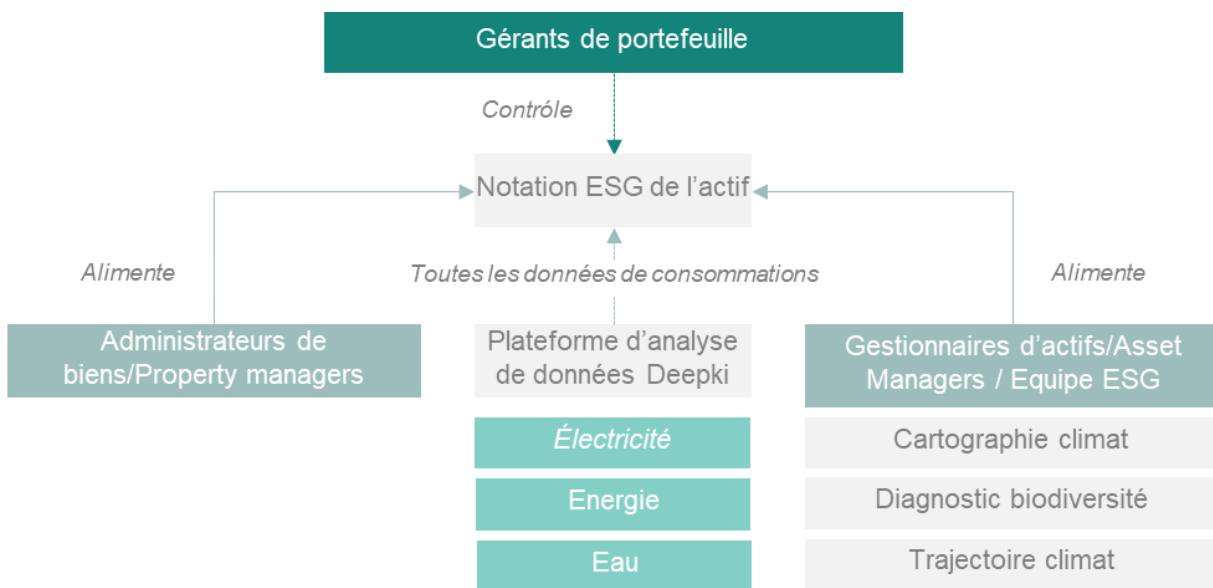 Gérants de portefeuille
Contrôle
Notation ESG de l'actif
Alimente
Toutes les données de consommations
Alimente
Administrateurs de
biens/Property managers
Plateforme d'analyse
de données Deepki
Gestionnaires d'actifs/Asset
Managers / Equipe ESG
Électricité
Cartographie climat
Energie
Diagnostic biodiversité
Eau
Trajectoire climat